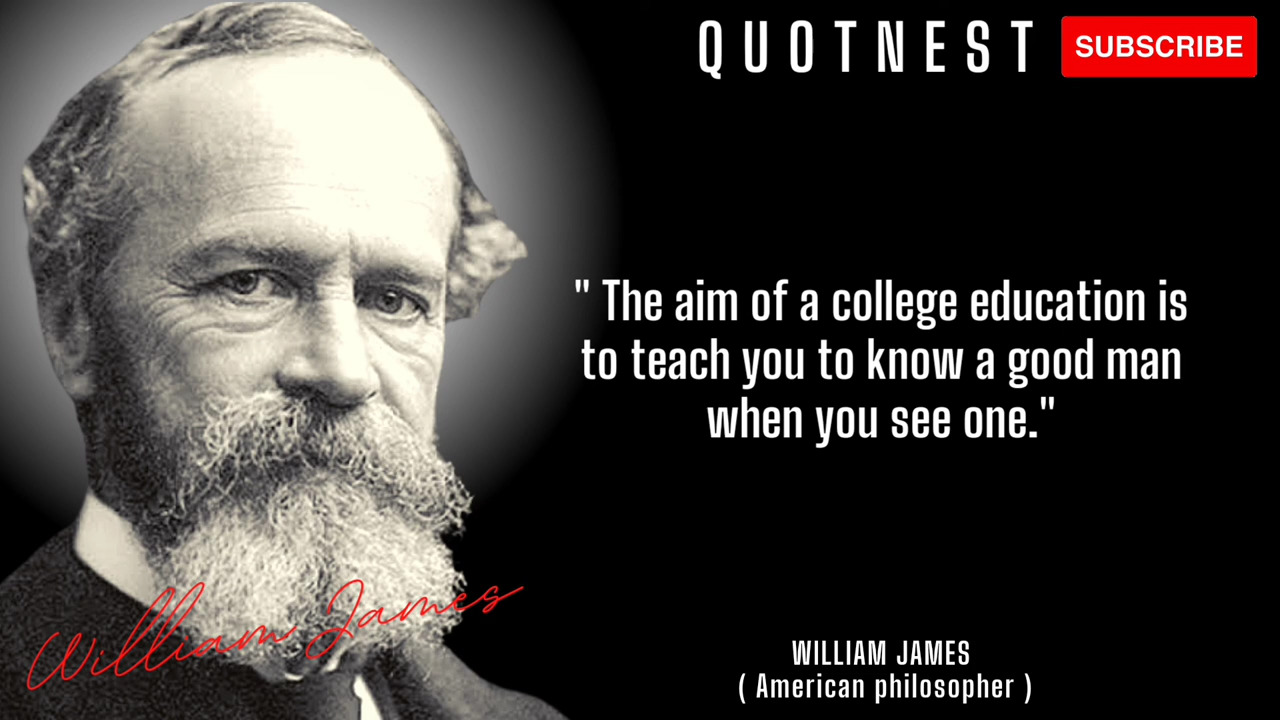 QUOTNEST SUBSCRIBE
" The aim of a college education is
to teach you to know a good man
when you see one."
William James
WILLIAM JAMES
( American philosopher )